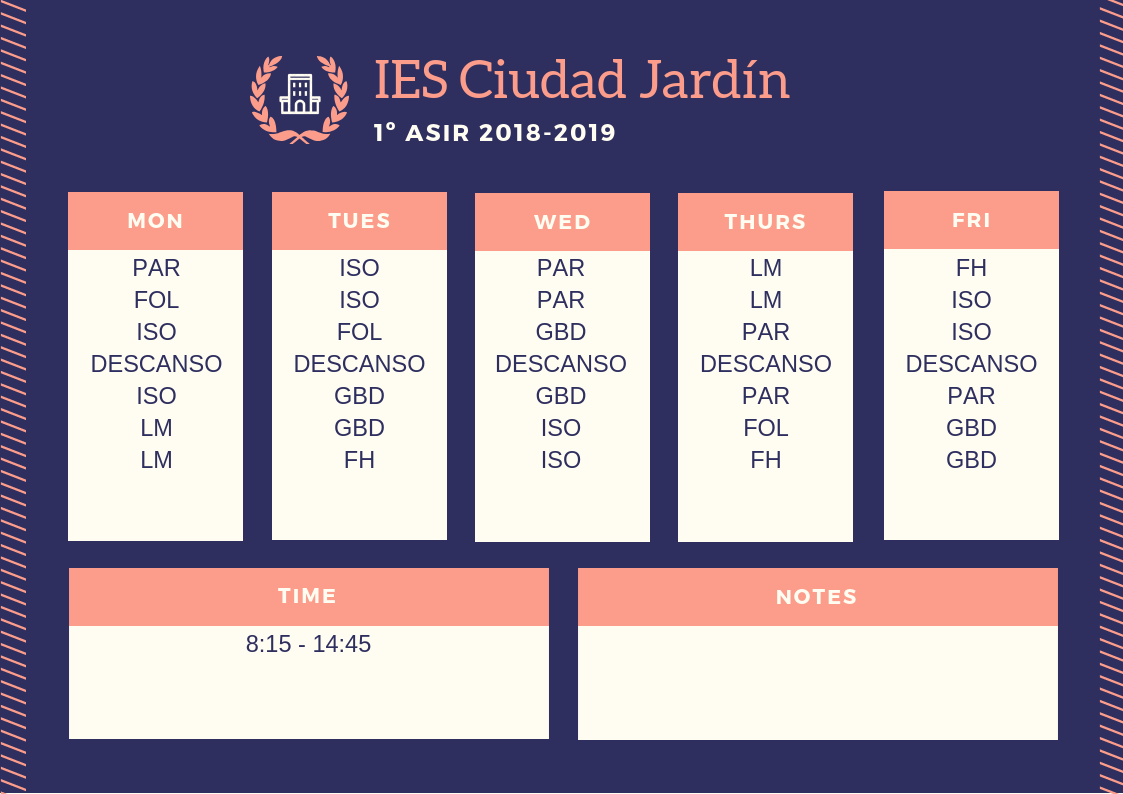 IES Ciudad Jardín
1º ASIR 2018-2019
MON
PAR
FOL
ISO
DESCANSO
ISO
LM
LM
TUES
ISO
ISO
FOL
DESCANSO
GBD
GBD
FH
WED
PAR
PAR
GBD
DESCANSO
GBD
ISO
ISO
THURS
LM
LM
PAR
DESCANSO
PAR
FOL
FH
FRI
FH
ISO
ISO
DESCANSO
PAR
GBD
GBD
TIME
8:15 - 14:45
NOTES